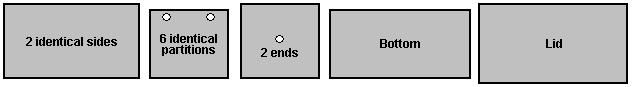 2 identical sides
6 identical
partitions
2 ends
Bottom
Lid